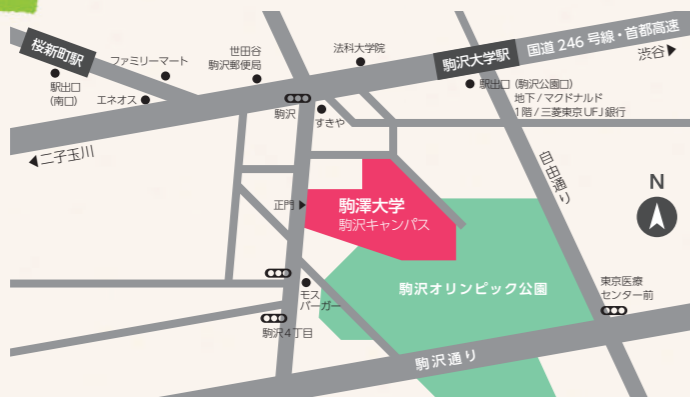 桜新町駅
駅出口
(南口)
ファミリーマート
エネオス
世田谷
駒沢郵便局
法科大学院
駒沢大学駅
国道246号線・首都高速
渋谷
駅出口(駒沢公園口)
地下/マクドナルド
1階/三菱東京UFJ銀行
駒沢
すきや
二子玉川
自由通り
N
正門
駒澤大学
駒沢キャンパス
駒沢オリンピック公園
東京医療
センター前
モス
バーガー
駒沢4丁目
駒沢通り